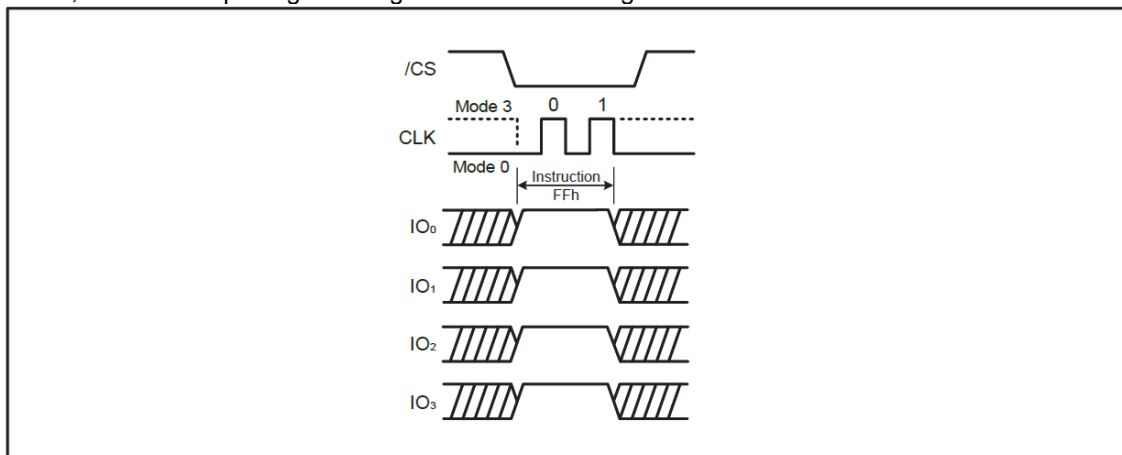 /CS
Mode 3 0 1
CLK
Mode 0
Instruction
FFh
IO₀
IO₁
IO₂
IO₃